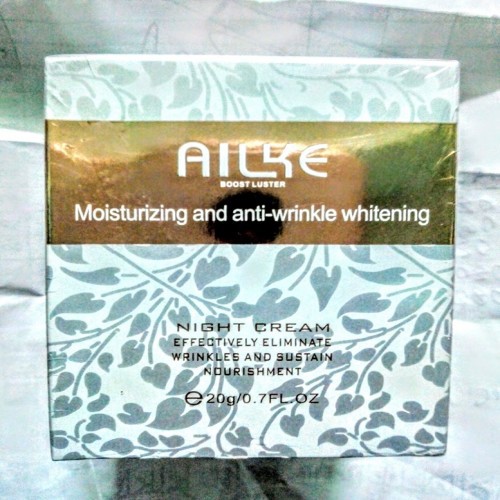 AILKE
BOOST LUSTER
Moisturizing and anti-wrinkle whitening
NIGHT CREAM
EFFECTIVELY ELIMINATE
WRINKLES AND SUSTAIN
NOURISHMENT
℮20g/0.7FL.OZ